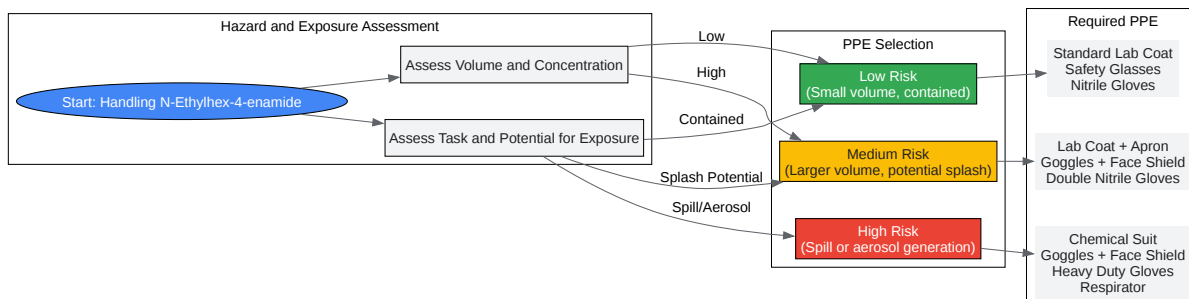 Hazard and Exposure Assessment
Start: Handling N-Ethylhex-4-enamide
Assess Volume and Concentration
Assess Task and Potential for Exposure
Low
High
Contained
Splash Potential
Spill/Aerosol
PPE Selection
Low Risk
(Small volume, contained)
Medium Risk
(Larger volume, potential splash)
High Risk
(Spill or aerosol generation)
Required PPE
Standard Lab Coat
Safety Glasses
Nitrile Gloves
Lab Coat + Apron
Goggles + Face Shield
Double Nitrile Gloves
Chemical Suit
Goggles + Face Shield
Heavy Duty Gloves
Respirator